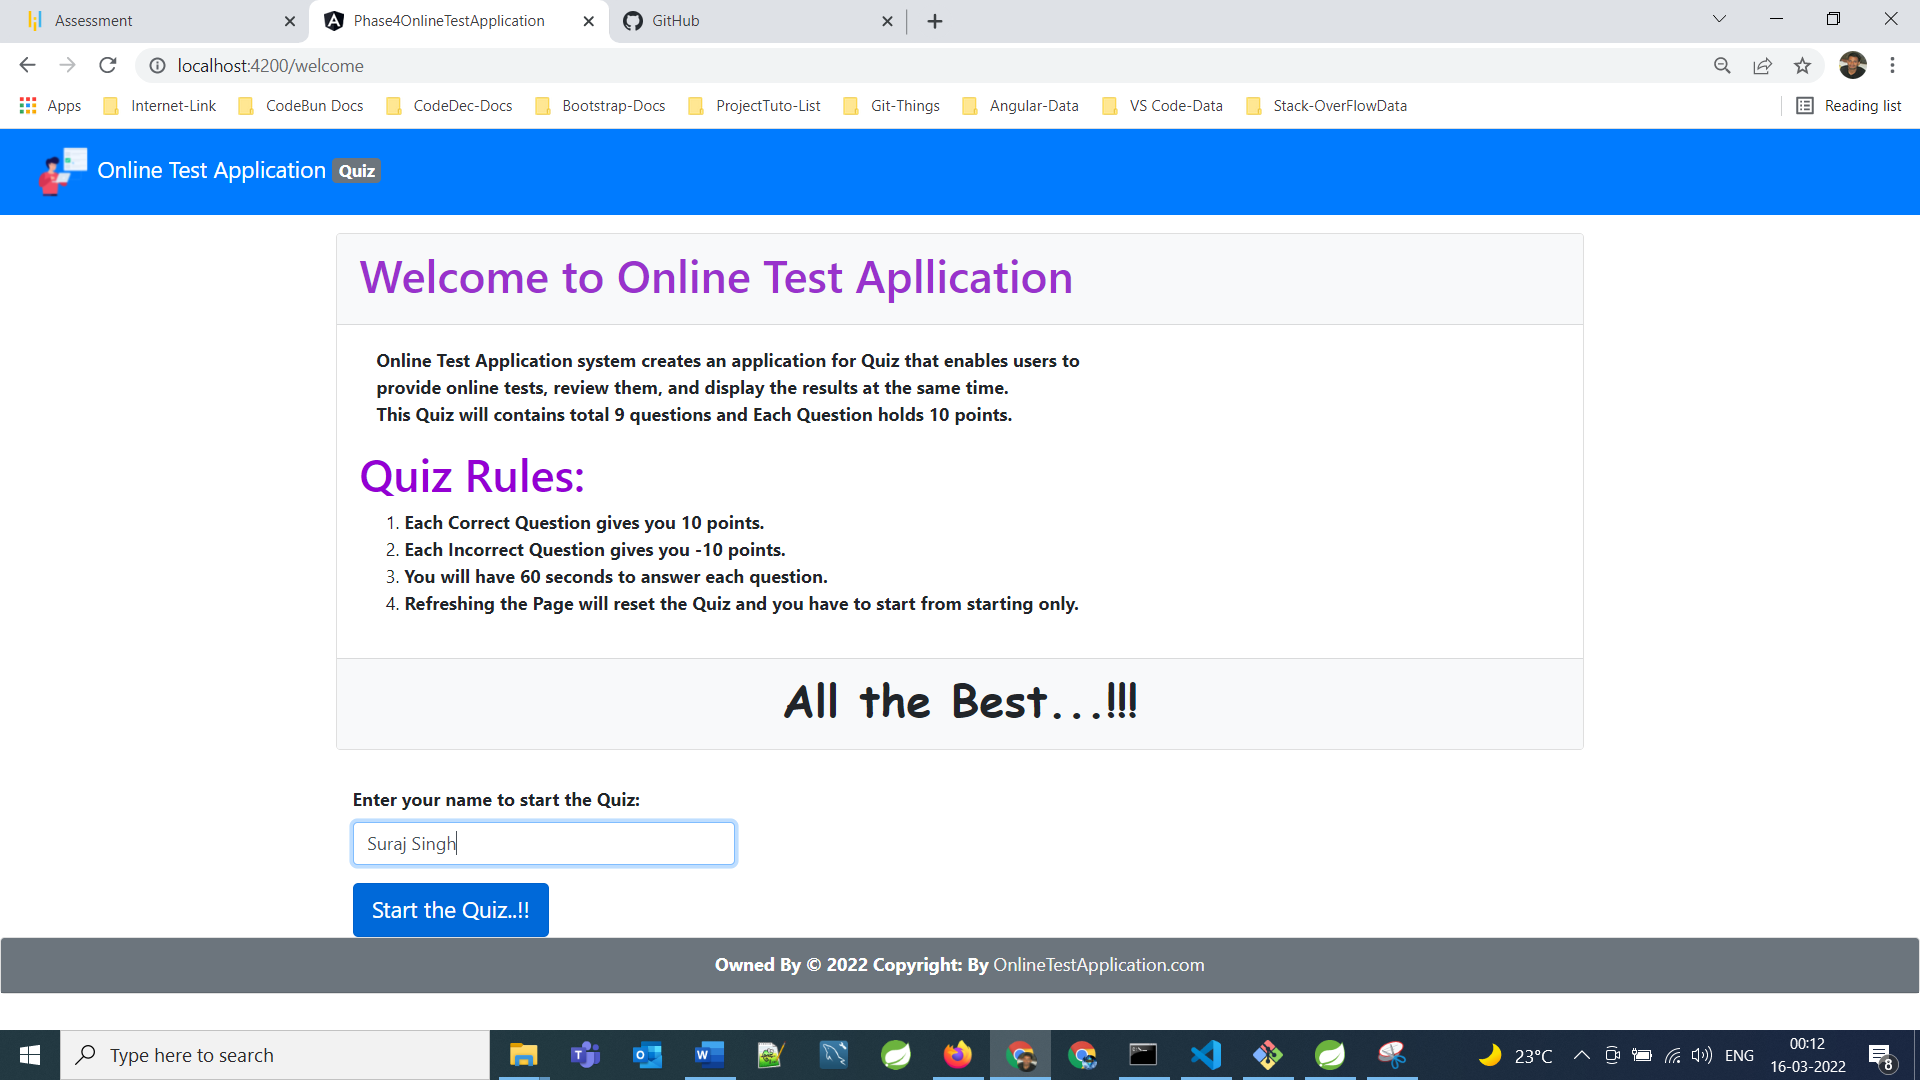 Assessment
Phase4OnlineTestApplication
GitHub
localhost:4200/welcome
Apps
Internet-Link
CodeBun Docs
CodeDec-Docs
Bootstrap-Docs
ProjectTuto-List
Git-Things
Angular-Data
VS Code-Data
Stack-OverFlowData
Reading list
Online Test Application Quiz
Welcome to Online Test Apllication
Online Test Application system creates an application for Quiz that enables users to
provide online tests, review them, and display the results at the same time.
This Quiz will contains total 9 questions and Each Question holds 10 points.
Quiz Rules:
1. Each Correct Question gives you 10 points.
2. Each Incorrect Question gives you -10 points.
3. You will have 60 seconds to answer each question.
4. Refreshing the Page will reset the Quiz and you have to start from starting only.
All the Best...!!!
Enter your name to start the Quiz:
Suraj Singh
Start the Quiz..!!
Owned By © 2022 Copyright: By OnlineTestApplication.com
Type here to search
23°C
ENG
00:12
16-03-2022
8